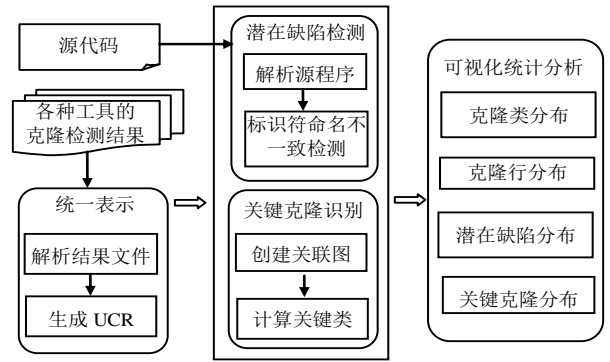 源代码
各种工具的
克隆检测结果
统一表示
解析结果文件
生成 UCR
潜在缺陷检测
解析源程序
标识符命名不
一致检测
关键克隆识别
创建关联图
计算关键类
可视化统计分析
克隆类分布
克隆行分布
潜在缺陷分布
关键克隆分布